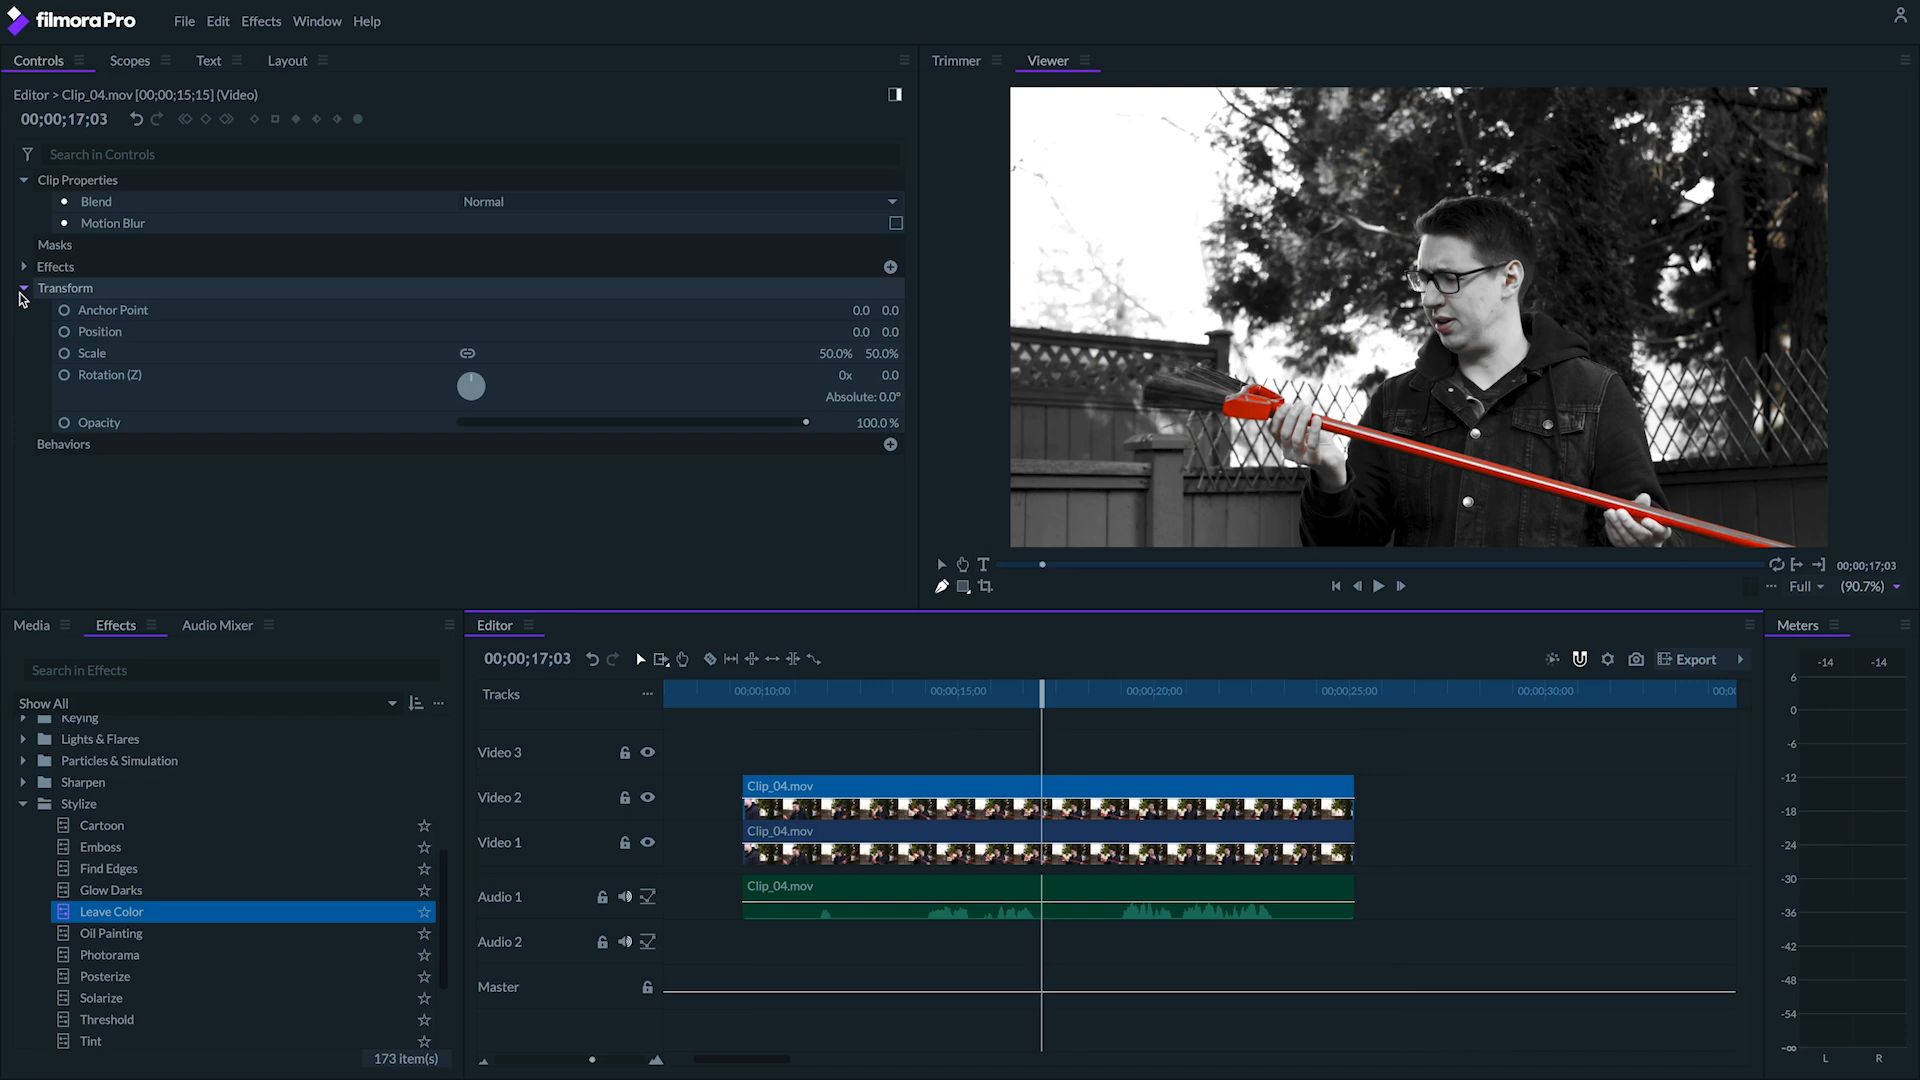 filmoraPro
File Edit Effects Window Help
Controls Scopes Text Layout
Trimmer Viewer
Editor > Clip_04.mov [00;00;15;15] (Video)
00;00;17;03
Search in Controls
Clip Properties
Blend Normal
Motion Blur
Masks
Effects
Transform
Anchor Point 0.0 0.0
Position 0.0 0.0
Scale 50.0% 50.0%
Rotation (Z) 0x 0.0
Absolute: 0.0°
Opacity 100.0 %
Behaviors
00;00;17;03
Full (90.7%)
Media Effects Audio Mixer
Search in Effects
Show All
Keying
Lights & Flares
Particles & Simulation
Sharpen
Stylize
Cartoon
Emboss
Find Edges
Glow Darks
Leave Color
Oil Painting
Photorama
Posterize
Solarize
Threshold
Tint
173 item(s)
Editor
00;00;17;03
Export
Tracks
00;00;10;00 00;00;15;00 00;00;20;00 00;00;25;00 00;00;30;00
Video 3
Video 2
Clip_04.mov
Video 1
Clip_04.mov
Audio 1
Clip_04.mov
Audio 2
Master
Meters
-14 -14
6
0
-6
-12
-18
-24
-30
-36
-42
-48
-54
-∞
L R